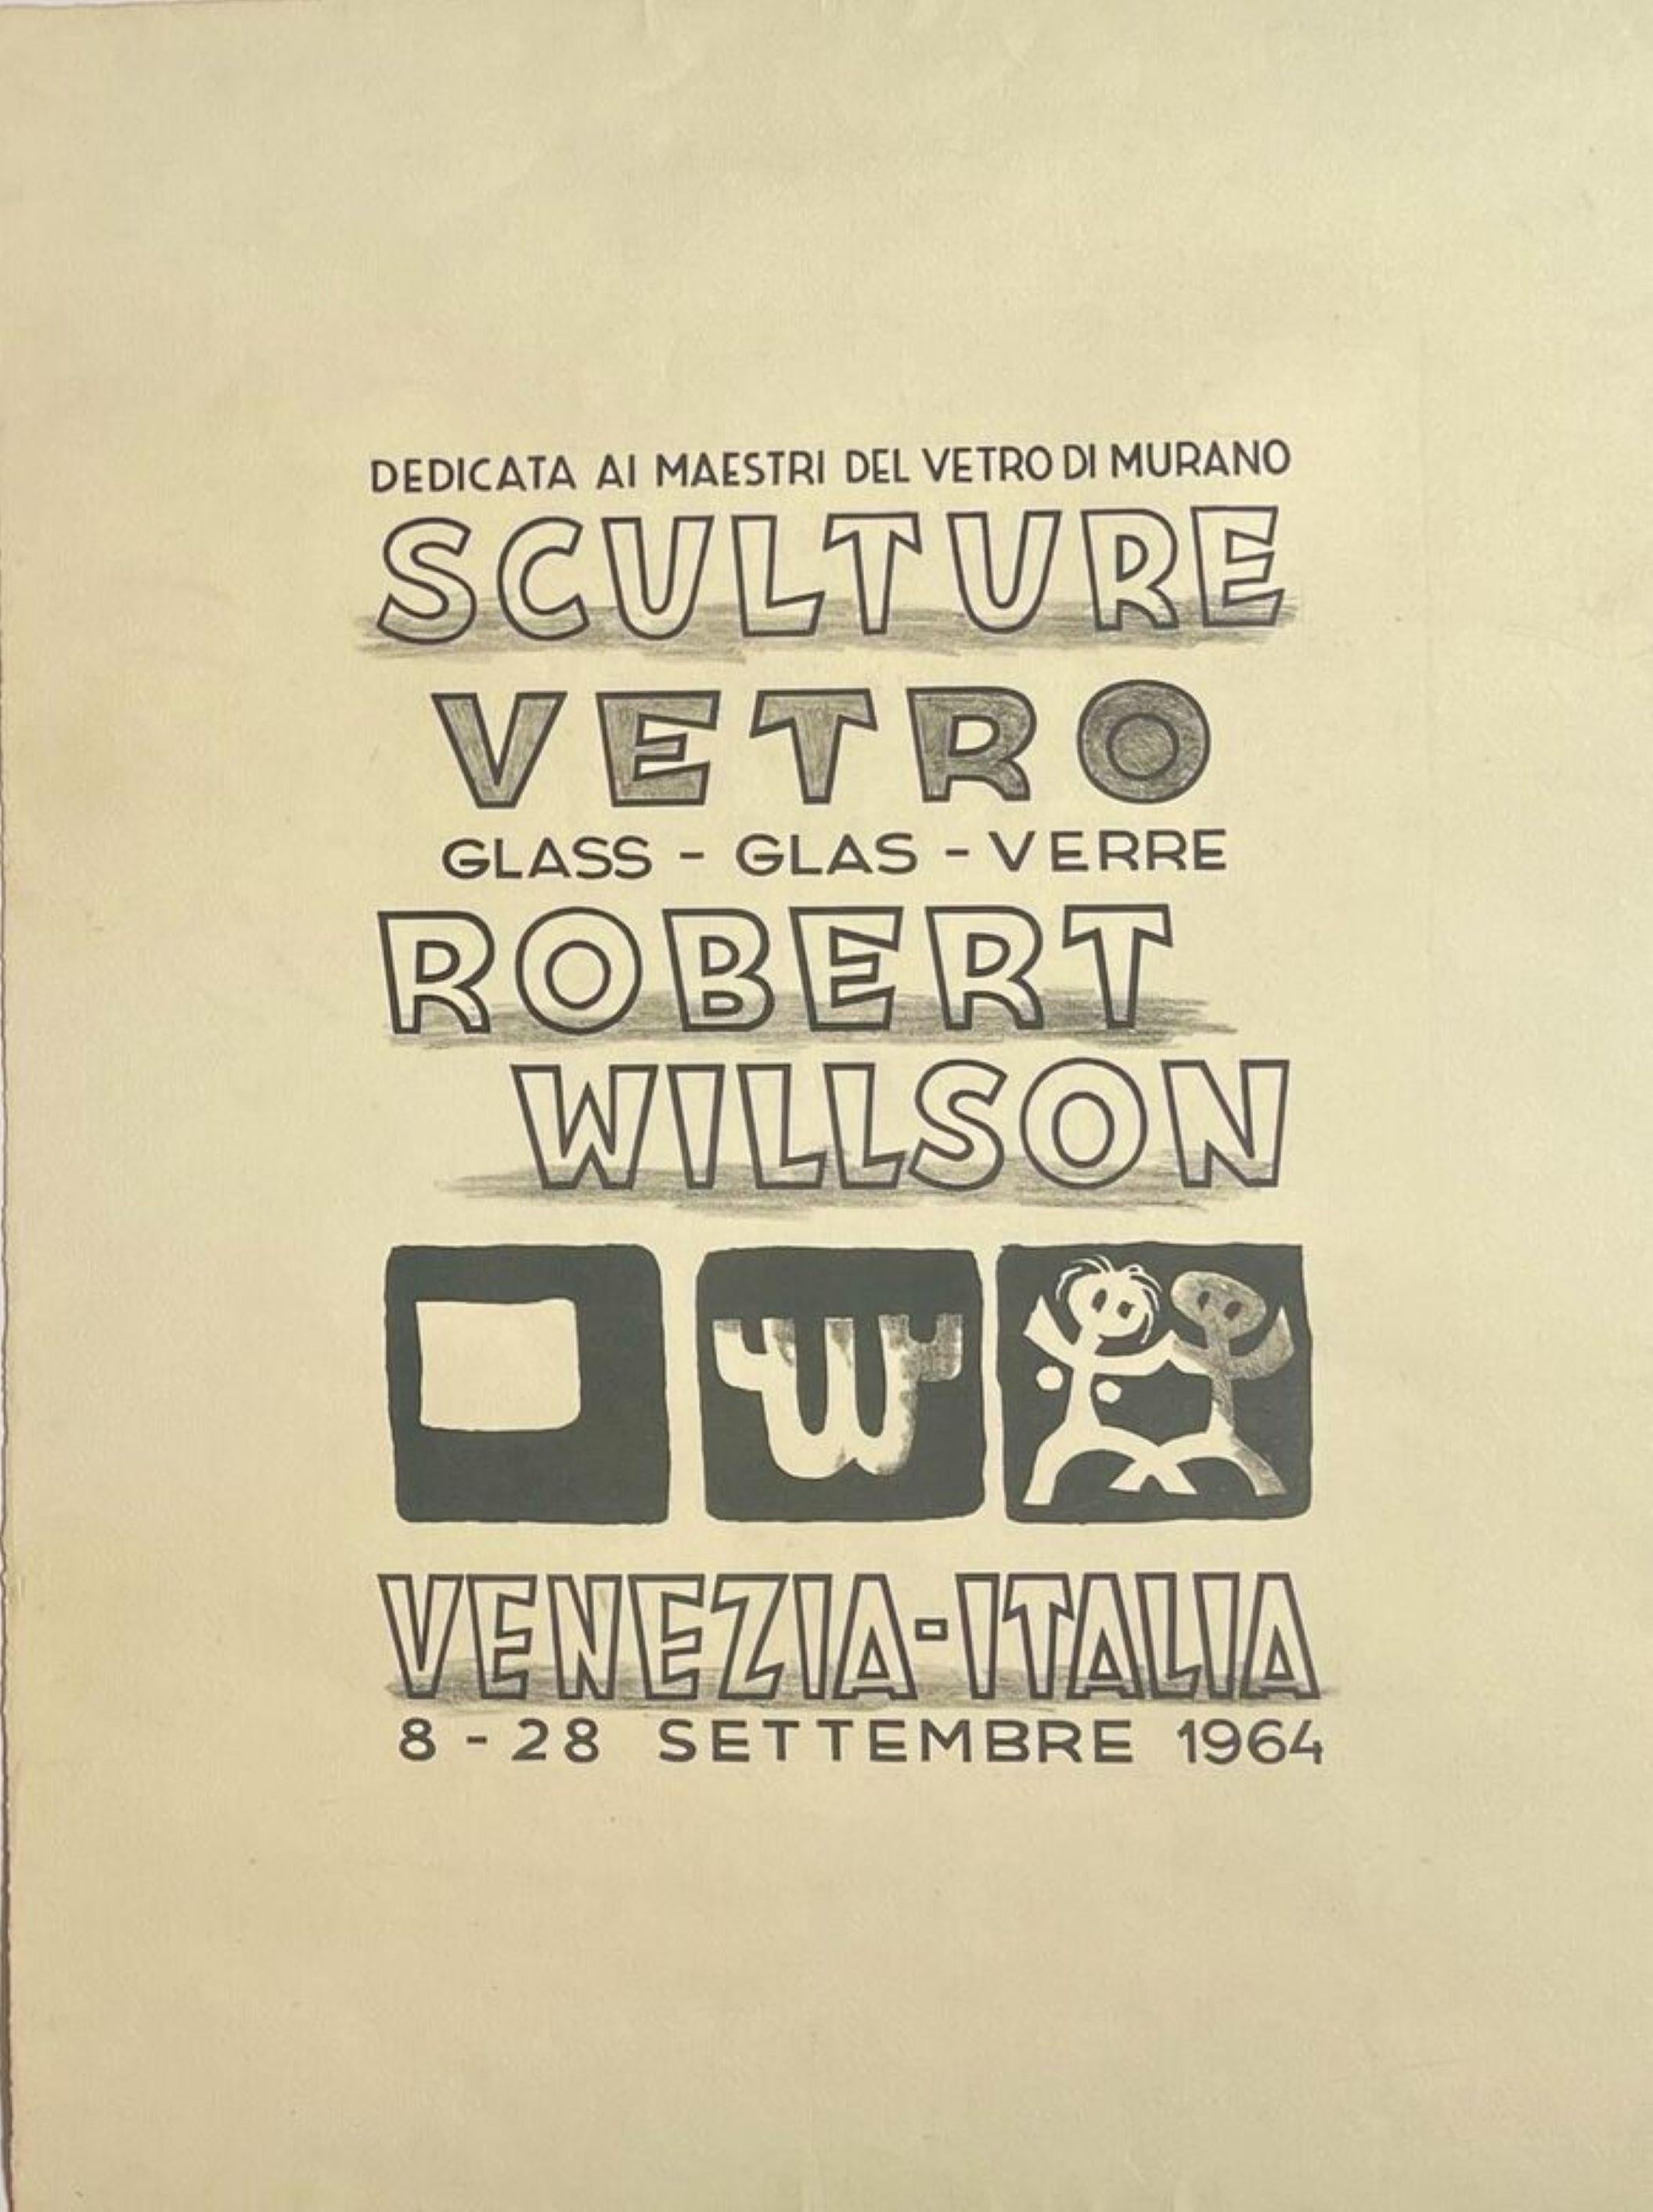 DEDICATA AI MAESTRI DEL VETRO DI MURANO
SCULTURE
VETRO
GLASS - GLAS - VERRE
ROBERT
WILLSON
VENEZIA-ITALIA
8 - 28 SETTEMBRE 1964